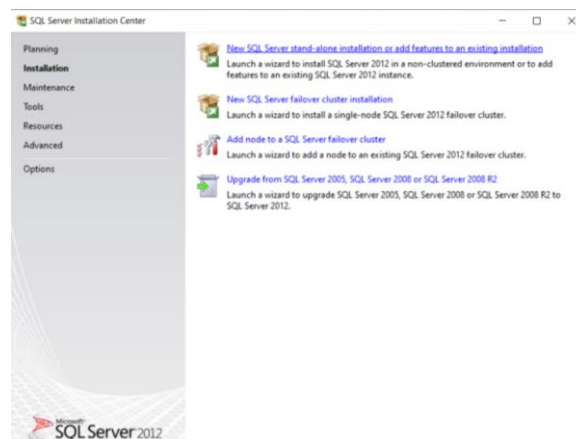 SQL Server Installation Center
Planning
Installation
Maintenance
Tools
Resources
Advanced
Options
New SQL Server stand-alone installation or add features to an existing installation
Launch a wizard to install SQL Server 2012 in a non-clustered environment or to add
features to an existing SQL Server 2012 instance.
New SQL Server failover cluster installation
Launch a wizard to install a single-node SQL Server 2012 failover cluster.
Add node to a SQL Server failover cluster
Launch a wizard to add a node to an existing SQL Server 2012 failover cluster.
Upgrade from SQL Server 2005, SQL Server 2008 or SQL Server 2008 R2
Launch a wizard to upgrade SQL Server 2005, SQL Server 2008 or SQL Server 2008 R2 to
SQL Server 2012.
Microsoft
SQL Server 2012